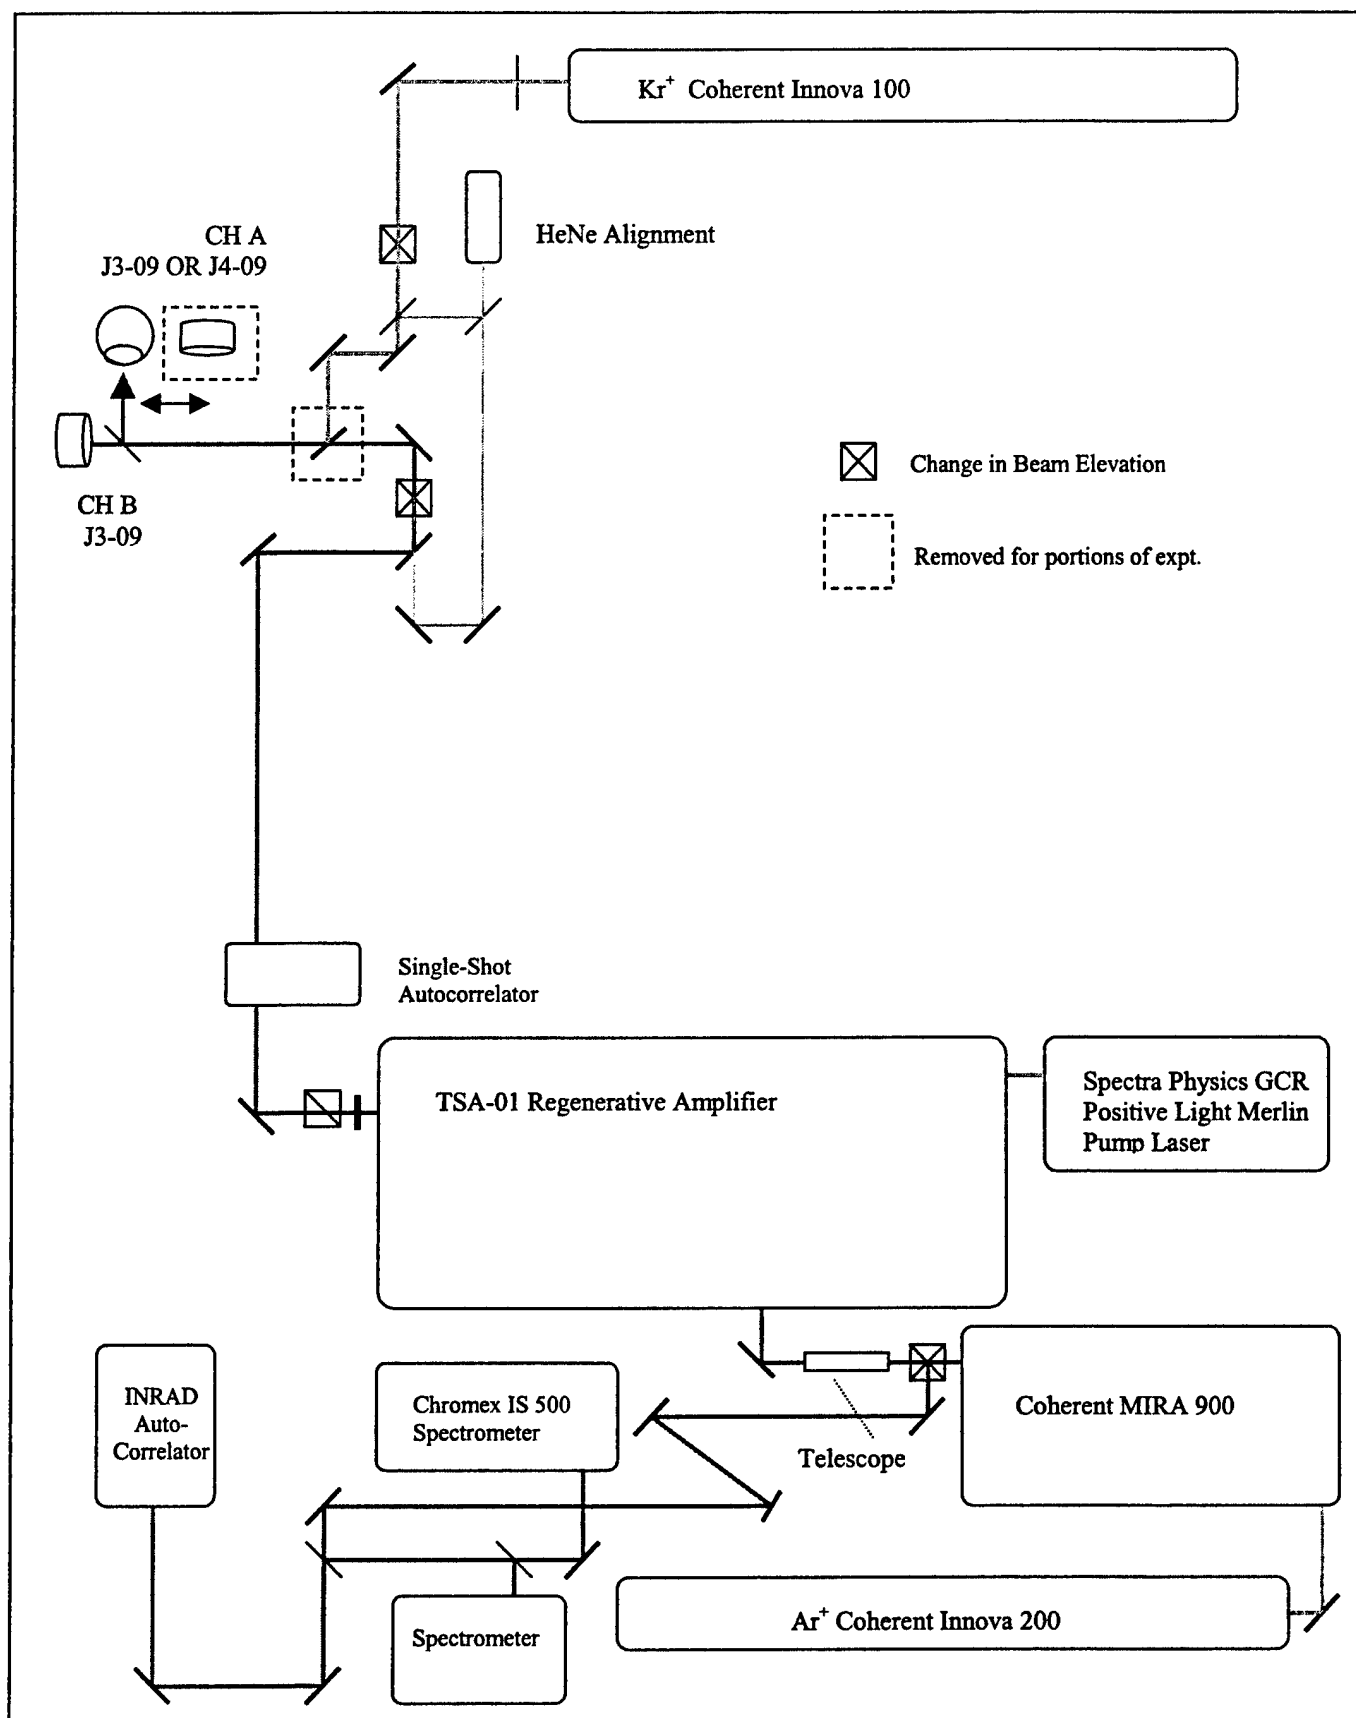 Kr+ Coherent Innova 100
HeNe Alignment
CH A
J3-09 OR J4-09
Change in Beam Elevation
CH B
J3-09
Removed for portions of expt.
Single-Shot
Autocorrelator
TSA-01 Regenerative Amplifier
Spectra Physics GCR
Positive Light Merlin
Pump Laser
INRAD
Auto-
Correlator
Chromex IS 500
Spectrometer
Coherent MIRA 900
Telescope
Spectrometer
Ar+ Coherent Innova 200